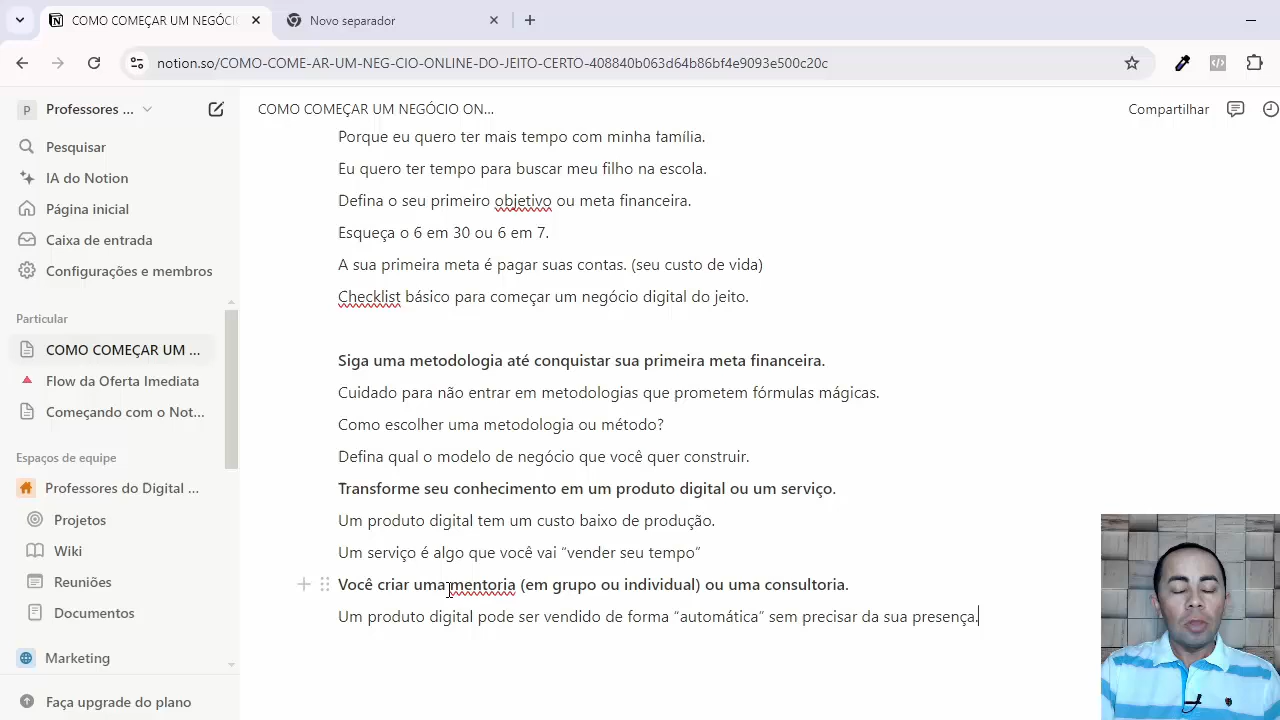 COMO COMEÇAR UM NEGÓCIO
Novo separador
notion.so/COMO-COME-AR-UM-NEG-CIO-ONLINE-DO-JEITO-CERTO-408840b063d64b86bf4e9093e500c20c
P Professores ...
COMO COMEÇAR UM NEGÓCIO ON...
Compartilhar
Pesquisar
IA do Notion
Página inicial
Caixa de entrada
Configurações e membros
Particular
COMO COMEÇAR UM ...
Flow da Oferta Imediata
Começando com o Not...
Espaços de equipe
Professores do Digital ...
Projetos
Wiki
Reuniões
Documentos
Marketing
Faça upgrade do plano
Porque eu quero ter mais tempo com minha família.
Eu quero ter tempo para buscar meu filho na escola.
Defina o seu primeiro objetivo ou meta financeira.
Esqueça o 6 em 30 ou 6 em 7.
A sua primeira meta é pagar suas contas. (seu custo de vida)
Checklist básico para começar um negócio digital do jeito.
Siga uma metodologia até conquistar sua primeira meta financeira.
Cuidado para não entrar em metodologias que prometem fórmulas mágicas.
Como escolher uma metodologia ou método?
Defina qual o modelo de negócio que você quer construir.
Transforme seu conhecimento em um produto digital ou um serviço.
Um produto digital tem um custo baixo de produção.
Um serviço é algo que você vai “vender seu tempo”
Você criar uma mentoria (em grupo ou individual) ou uma consultoria.
Um produto digital pode ser vendido de forma “automática” sem precisar da sua presença.